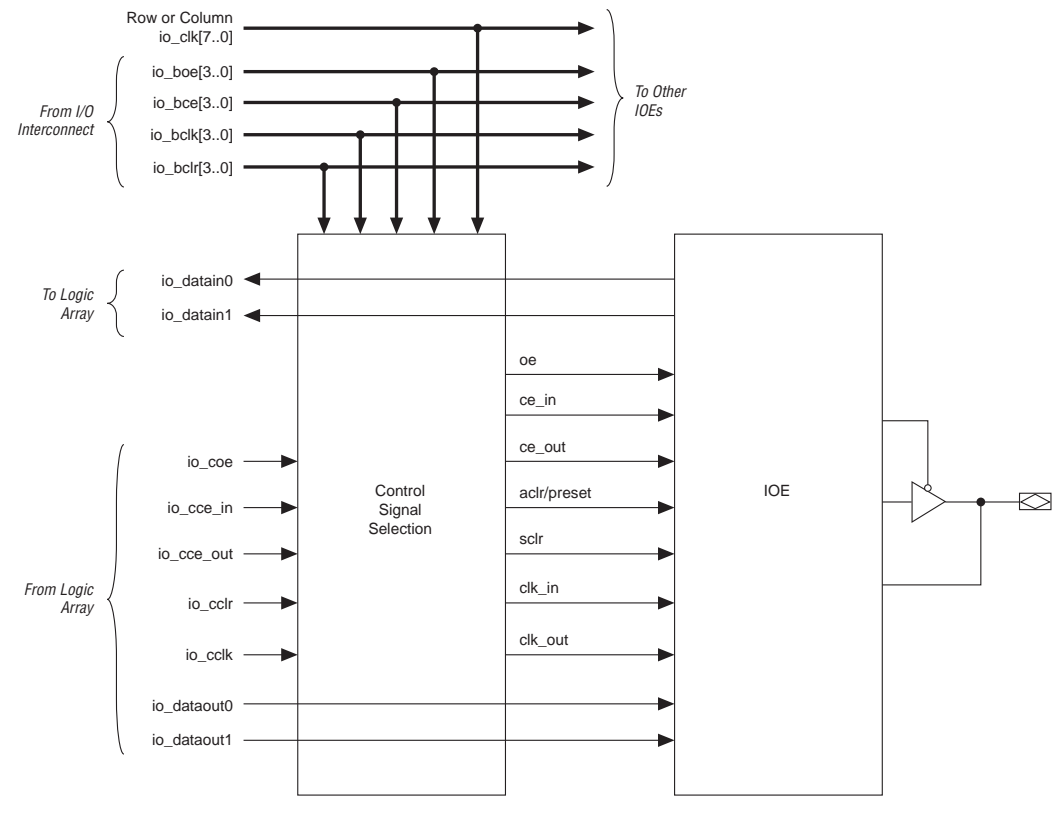 Row or Column
io_clk[7..0]
io_boe[3..0]
io_bce[3..0]
io_bclk[3..0]
io_bclr[3..0]
From I/O
Interconnect
To Other
IOEs
To Logic
Array
io_datain0
io_datain1
oe
ce_in
ce_out
aclr/preset
sclr
clk_in
clk_out
Control
Signal
Selection
IOE
From Logic
Array
io_coe
io_cce_in
io_cce_out
io_cclr
io_cclk
io_dataout0
io_dataout1